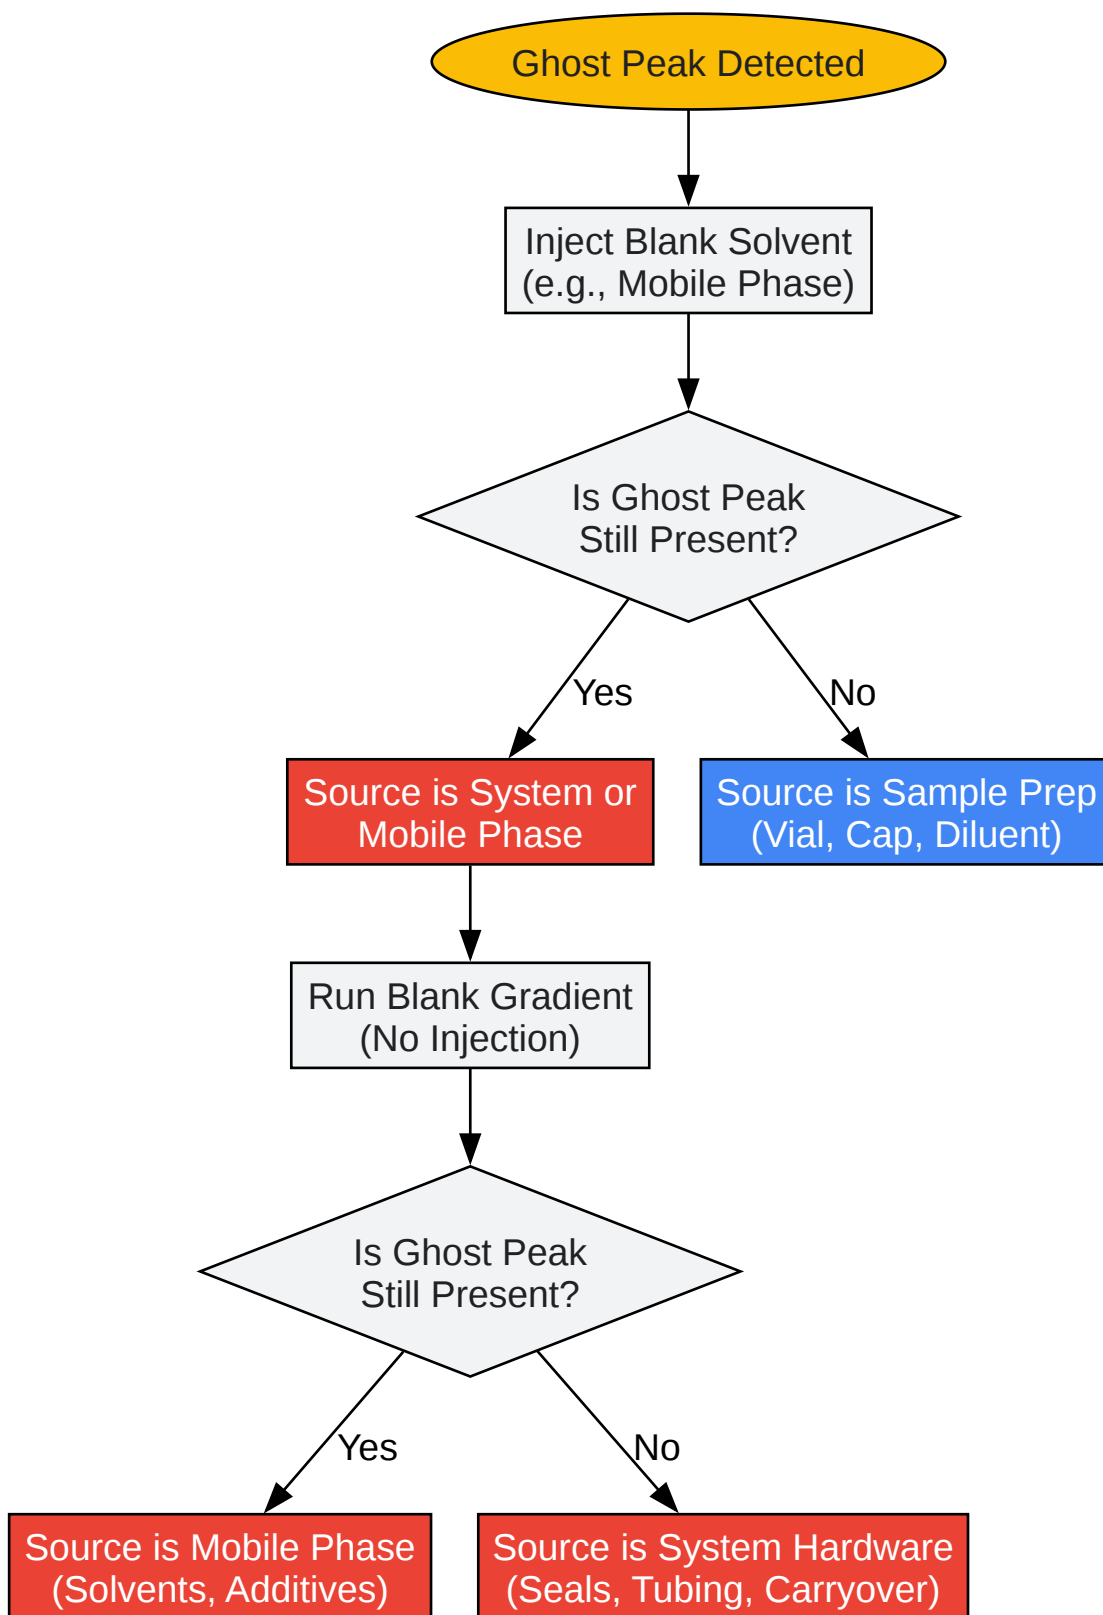 Ghost Peak Detected
Inject Blank Solvent
(e.g., Mobile Phase)
Is Ghost Peak
Still Present?
Yes
No
Source is System or
Mobile Phase
Source is Sample Prep
(Vial, Cap, Diluent)
Run Blank Gradient
(No Injection)
Is Ghost Peak
Still Present?
Yes
No
Source is Mobile Phase
(Solvents, Additives)
Source is System Hardware
(Seals, Tubing, Carryover)